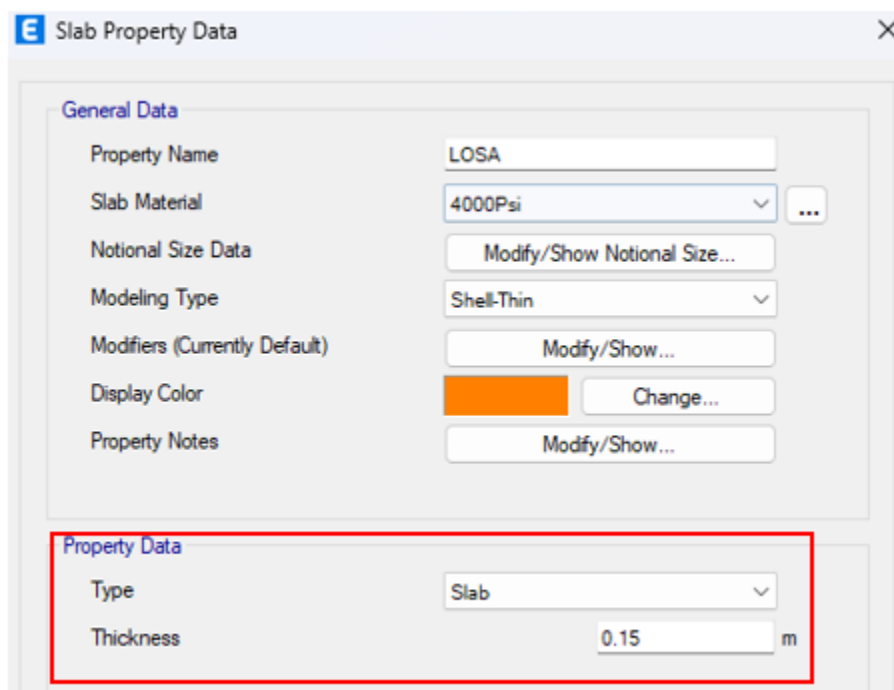 E Slab Property Data
General Data
Property Name LOSA
Slab Material 4000Psi ...
Notional Size Data Modify/Show Notional Size...
Modeling Type Shell-Thin
Modifiers (Currently Default) Modify/Show...
Display Color Change...
Property Notes Modify/Show...
Property Data
Type Slab
Thickness 0.15 m